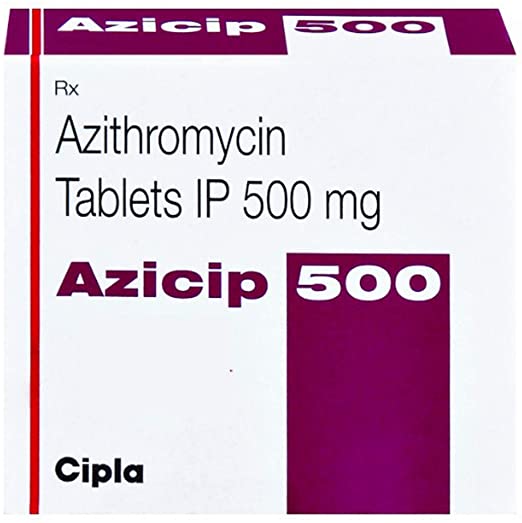 Azicip 500
Rx
Azithromycin
Tablets IP 500 mg
Azicip 500
Cipla